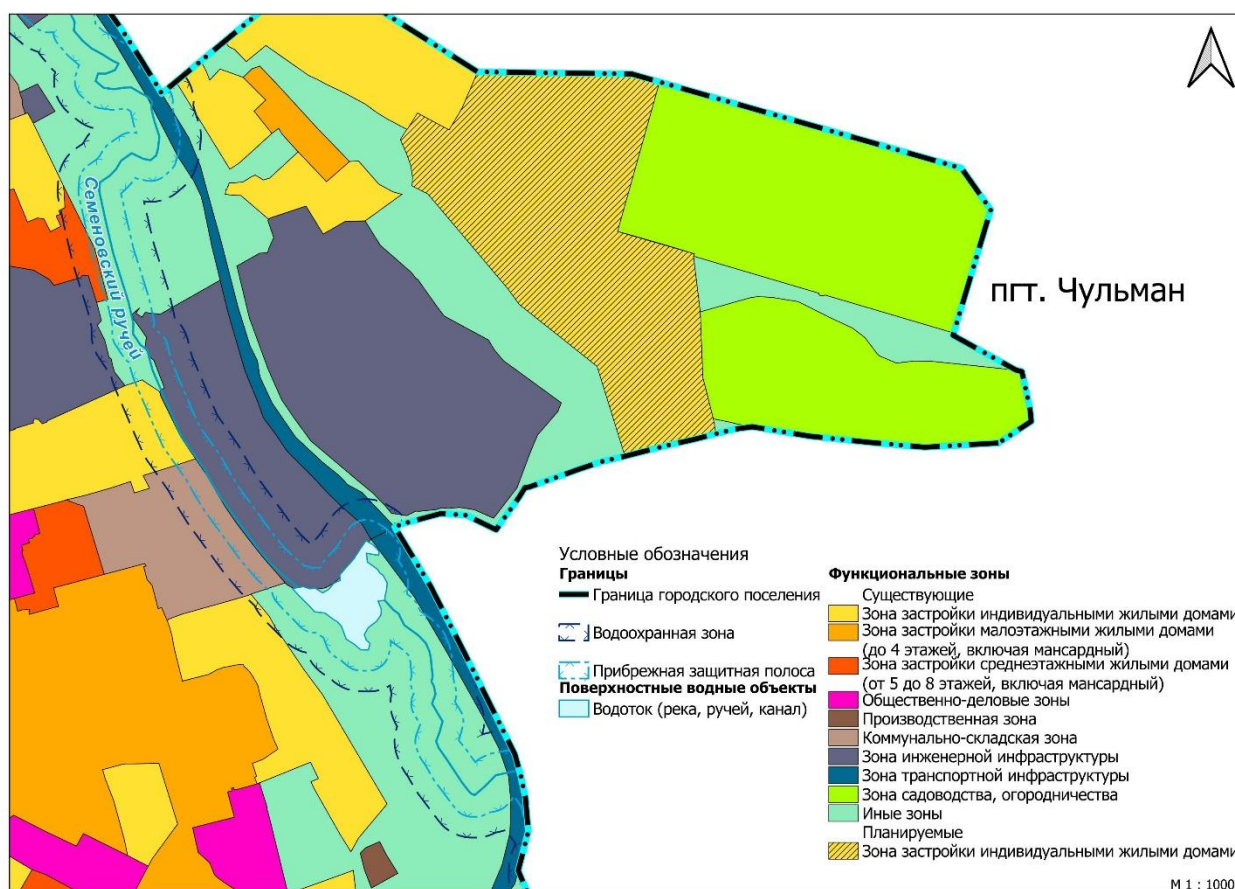 Семеновский ручей
пгт. Чульман
Условные обозначения
Границы
Граница городского поселения
Водоохранная зона
Прибрежная защитная полоса
Поверхностные водные объекты
Водоток (река, ручей, канал)
Функциональные зоны
Существующие
Зона застройки индивидуальными жилыми домами
Зона застройки малоэтажными жилыми домами
(до 4 этажей, включая мансардный)
Зона застройки среднеэтажными жилыми домами
(от 5 до 8 этажей, включая мансардный)
Общественно-деловые зоны
Производственная зона
Коммунально-складская зона
Зона инженерной инфраструктуры
Зона транспортной инфраструктуры
Зона садоводства, огородничества
Иные зоны
Планируемые
Зона застройки индивидуальными жилыми домами
М 1 : 1000